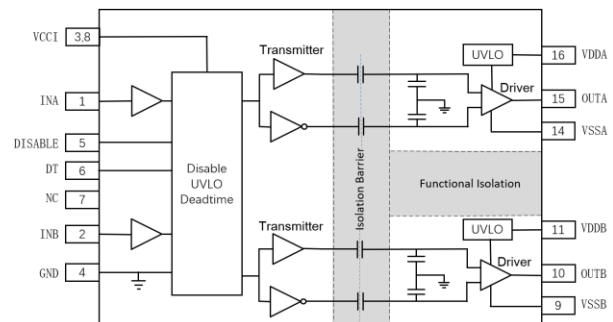 VCCI 3,8
INA 1
DISABLE 5
DT 6
NC 7
INB 2
GND 4
Disable
UVLO
Deadtime
Transmitter
Transmitter
Isolation Barrier
Functional Isolation
UVLO
Driver
16 VDDA
15 OUTA
14 VSSA
UVLO
Driver
11 VDDB
10 OUTB
9 VSSB